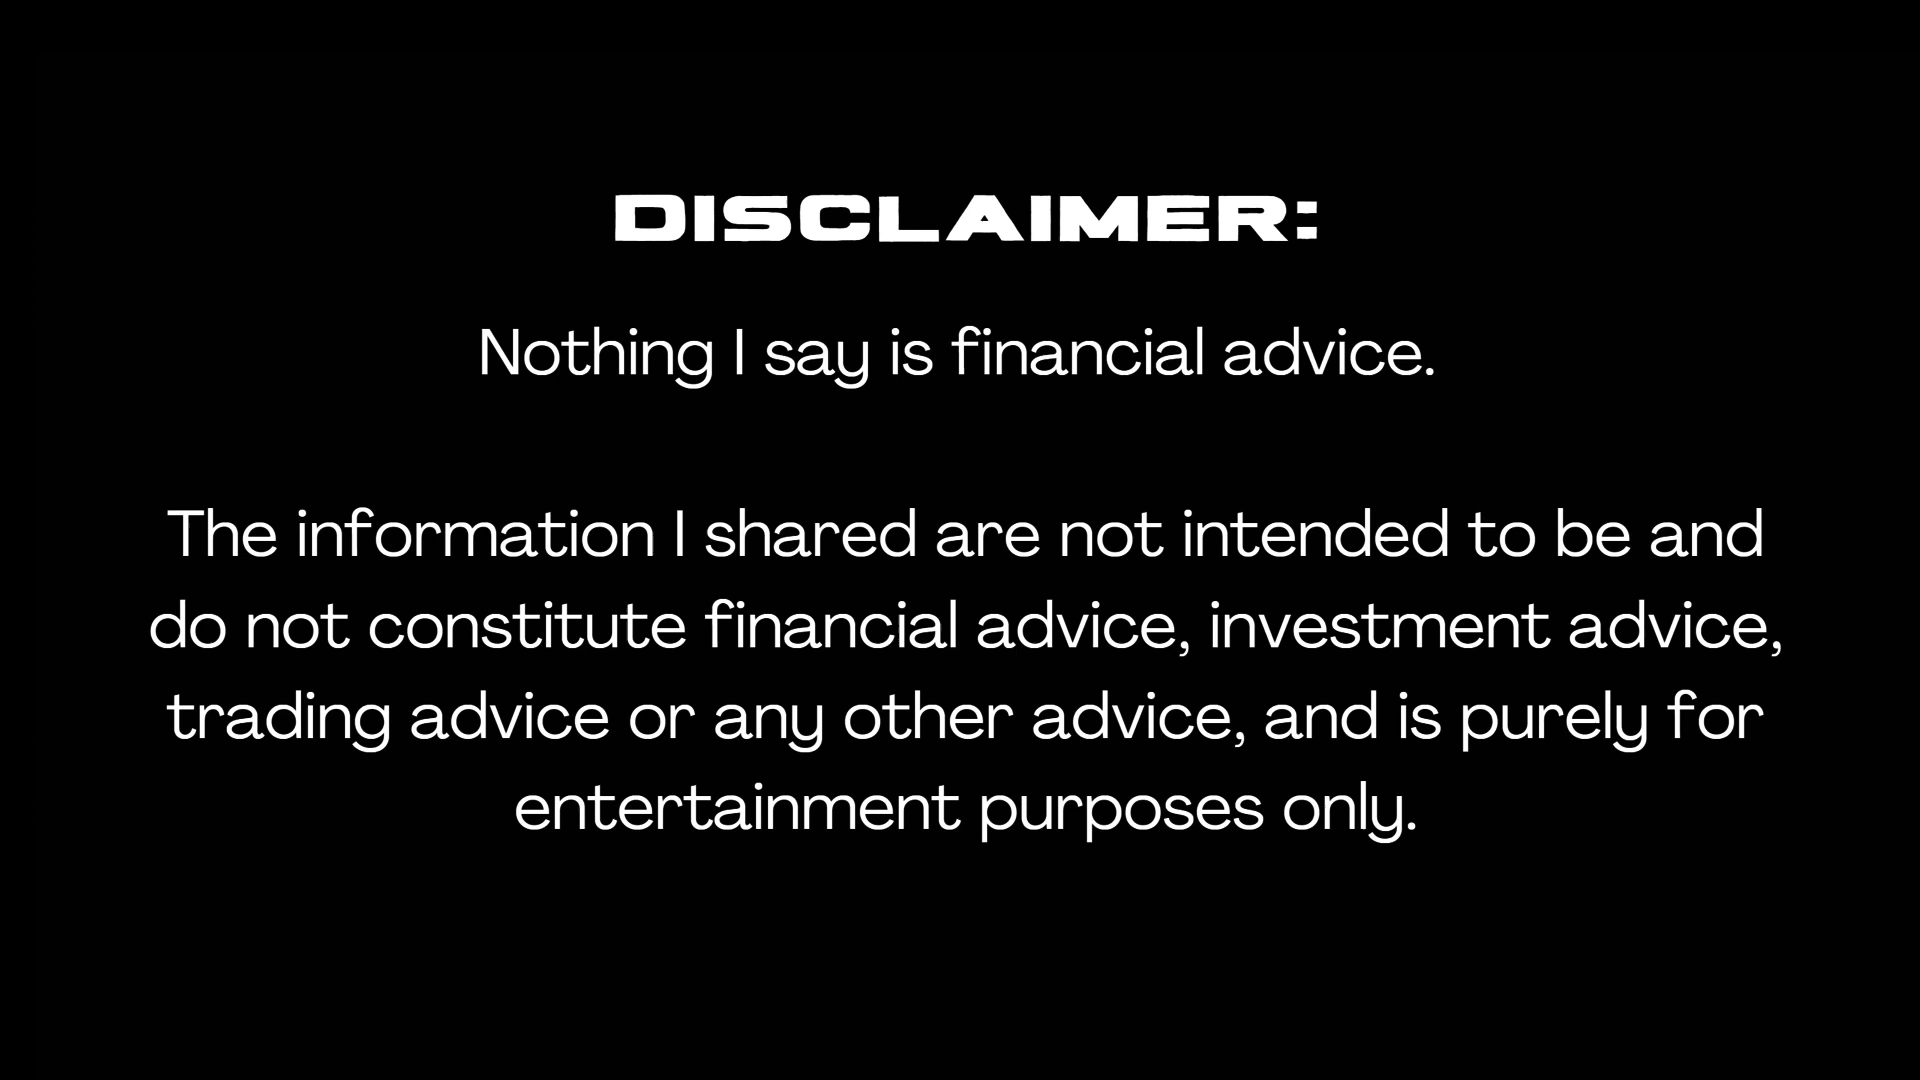 DISCLAIMER:
Nothing I say is financial advice.
The information I shared are not intended to be and
do not constitute financial advice, investment advice,
trading advice or any other advice, and is purely for
entertainment purposes only.